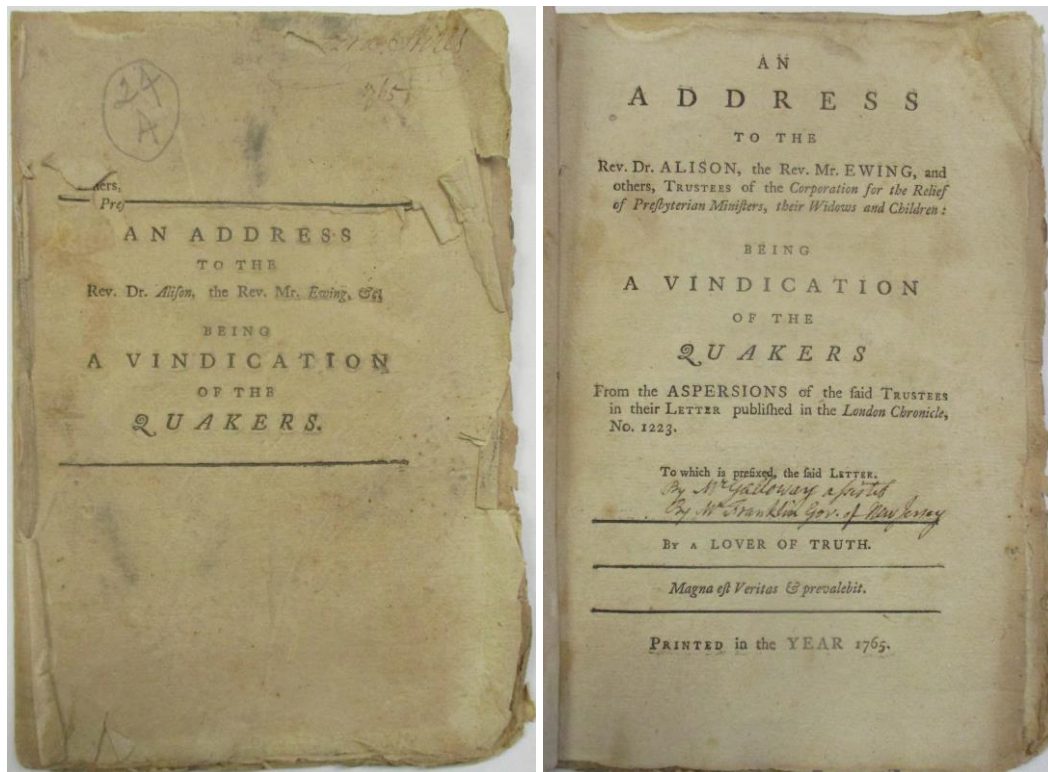 24
A
1765
hers,
Pre
AN ADDRESS
TO THE
Rev. Dr. Aliſon, the Rev. Mr. Ewing, &c.
BEING
A VINDICATION
OF THE
QUAKERS.
AN
ADDRESS
TO THE
Rev. Dr. ALISON, the Rev. Mr. EWING, and
others, TRUSTEES of the Corporation for the Relief
of Preſbyterian Miniſters, their Widows and Children:
BEING
A VINDICATION
OF THE
QUAKERS
From the ASPERSIONS of the ſaid TRUSTEES
in their LETTER publiſhed in the London Chronicle,
No. 1223.
To which is prefixed, the ſaid LETTER.
By Mr Galloway aſsisted
By Mr Franklin Gov. of New Jersey
BY A LOVER OF TRUTH.
Magna eſt Veritas & prevalebit.
PRINTED in the YEAR 1765.